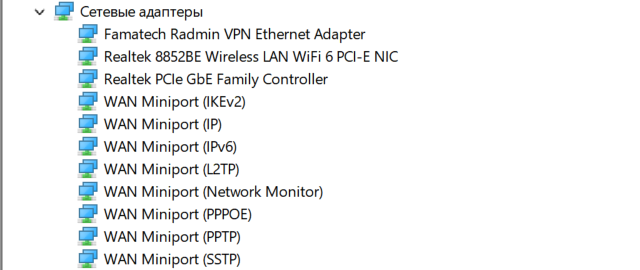 Сетевые адаптеры
Famatech Radmin VPN Ethernet Adapter
Realtek 8852BE Wireless LAN WiFi 6 PCI-E NIC
Realtek PCIe GbE Family Controller
WAN Miniport (IKEv2)
WAN Miniport (IP)
WAN Miniport (IPv6)
WAN Miniport (L2TP)
WAN Miniport (Network Monitor)
WAN Miniport (PPPOE)
WAN Miniport (PPTP)
WAN Miniport (SSTP)